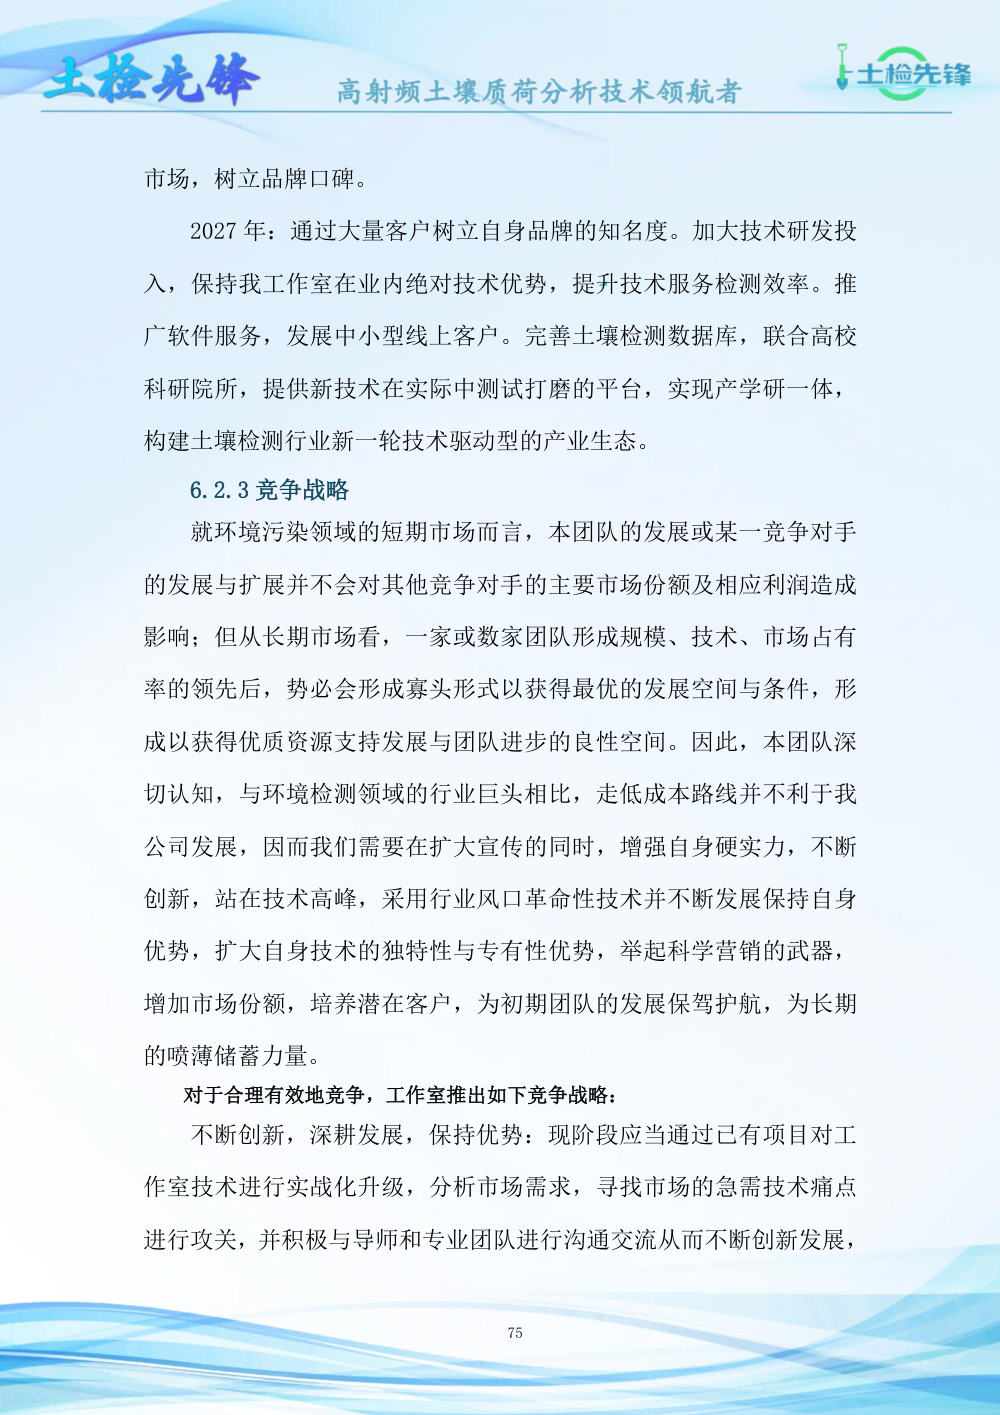 土检先锋
高射频土壤质荷分析技术领航者
土检先锋
市场，树立品牌口碑。
2027 年：通过大量客户树立自身品牌的知名度。加大技术研发投
入，保持我工作室在业内绝对技术优势，提升技术服务检测效率。推
广软件服务，发展中小型线上客户。完善土壤检测数据库，联合高校
科研院所，提供新技术在实际中测试打磨的平台，实现产学研一体，
构建土壤检测行业新一轮技术驱动型的产业生态。
6.2.3 竞争战略
就环境污染领域的短期市场而言，本团队的发展或某一竞争对手
的发展与扩展并不会对其他竞争对手的主要市场份额及相应利润造成
影响；但从长期市场看，一家或数家团队形成规模、技术、市场占有
率的领先后，势必会形成寡头形式以获得最优的发展空间与条件，形
成以获得优质资源支持发展与团队进步的良性空间。因此，本团队深
切认知，与环境检测领域的行业巨头相比，走低成本路线并不利于我
公司发展，因而我们需要在扩大宣传的同时，增强自身硬实力，不断
创新，站在技术高峰，采用行业风口革命性技术并不断发展保持自身
优势，扩大自身技术的独特性与专有性优势，举起科学营销的武器，
增加市场份额，培养潜在客户，为初期团队的发展保驾护航，为长期
的喷薄储蓄力量。
对于合理有效地竞争，工作室推出如下竞争战略：
不断创新，深耕发展，保持优势：现阶段应当通过已有项目对工
作室技术进行实战化升级，分析市场需求，寻找市场的急需技术痛点
进行攻关，并积极与导师和专业团队进行沟通交流从而不断创新发展，
75